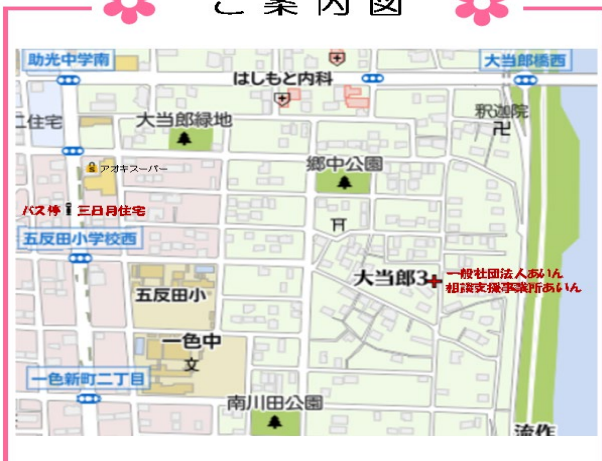 ご案内図
助光中学南
大当郎橋西
はしもと内科
二住宅
大当郎緑地
釈迦院
卍
アオキスーパー
郷中公園
バス停 三日月住宅
五反田小学校西
大当郎3
一般社団法人あいん
相談支援事業所あいん
五反田小
一色中
文
一色新町二丁目
南川田公園
流作